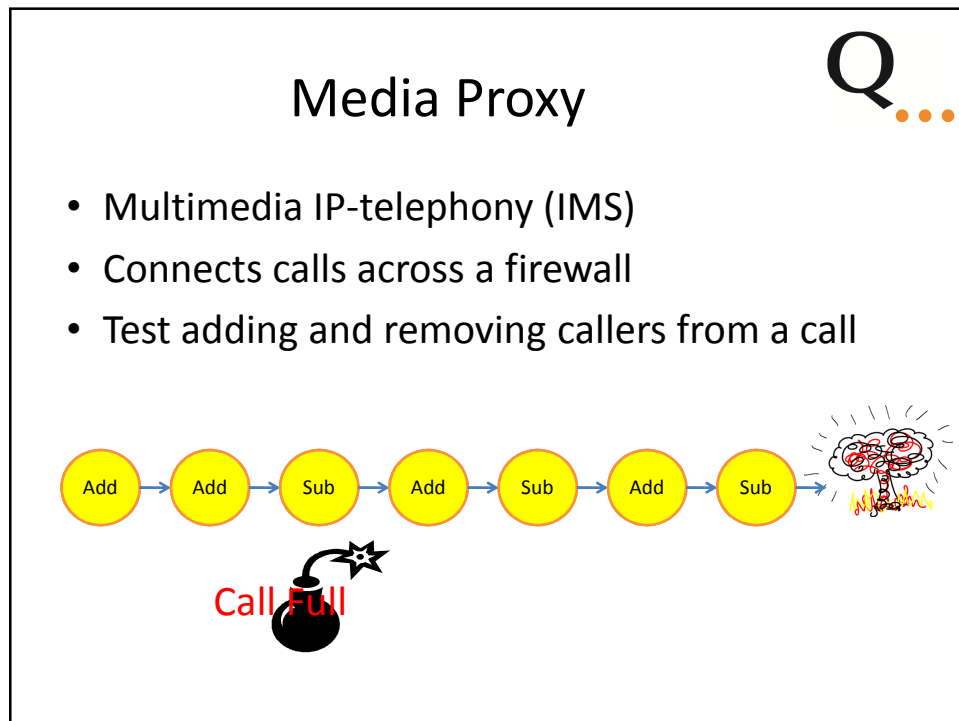 Q...
Media Proxy
• Multimedia IP-telephony (IMS)
• Connects calls across a firewall
• Test adding and removing callers from a call
Add Add Sub Add Sub Add Sub
Call Full